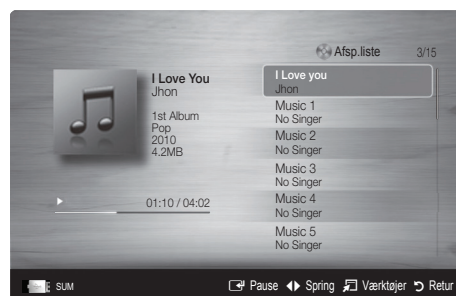 Afsp.liste 3/15
I Love You
Jhon
1st Album
Pop
2010
4.2MB
01:10 / 04:02
I Love you
Jhon
Music 1
No Singer
Music 2
No Singer
Music 3
No Singer
Music 4
No Singer
Music 5
No Singer
SUM Pause Spring Værktøjer Retur